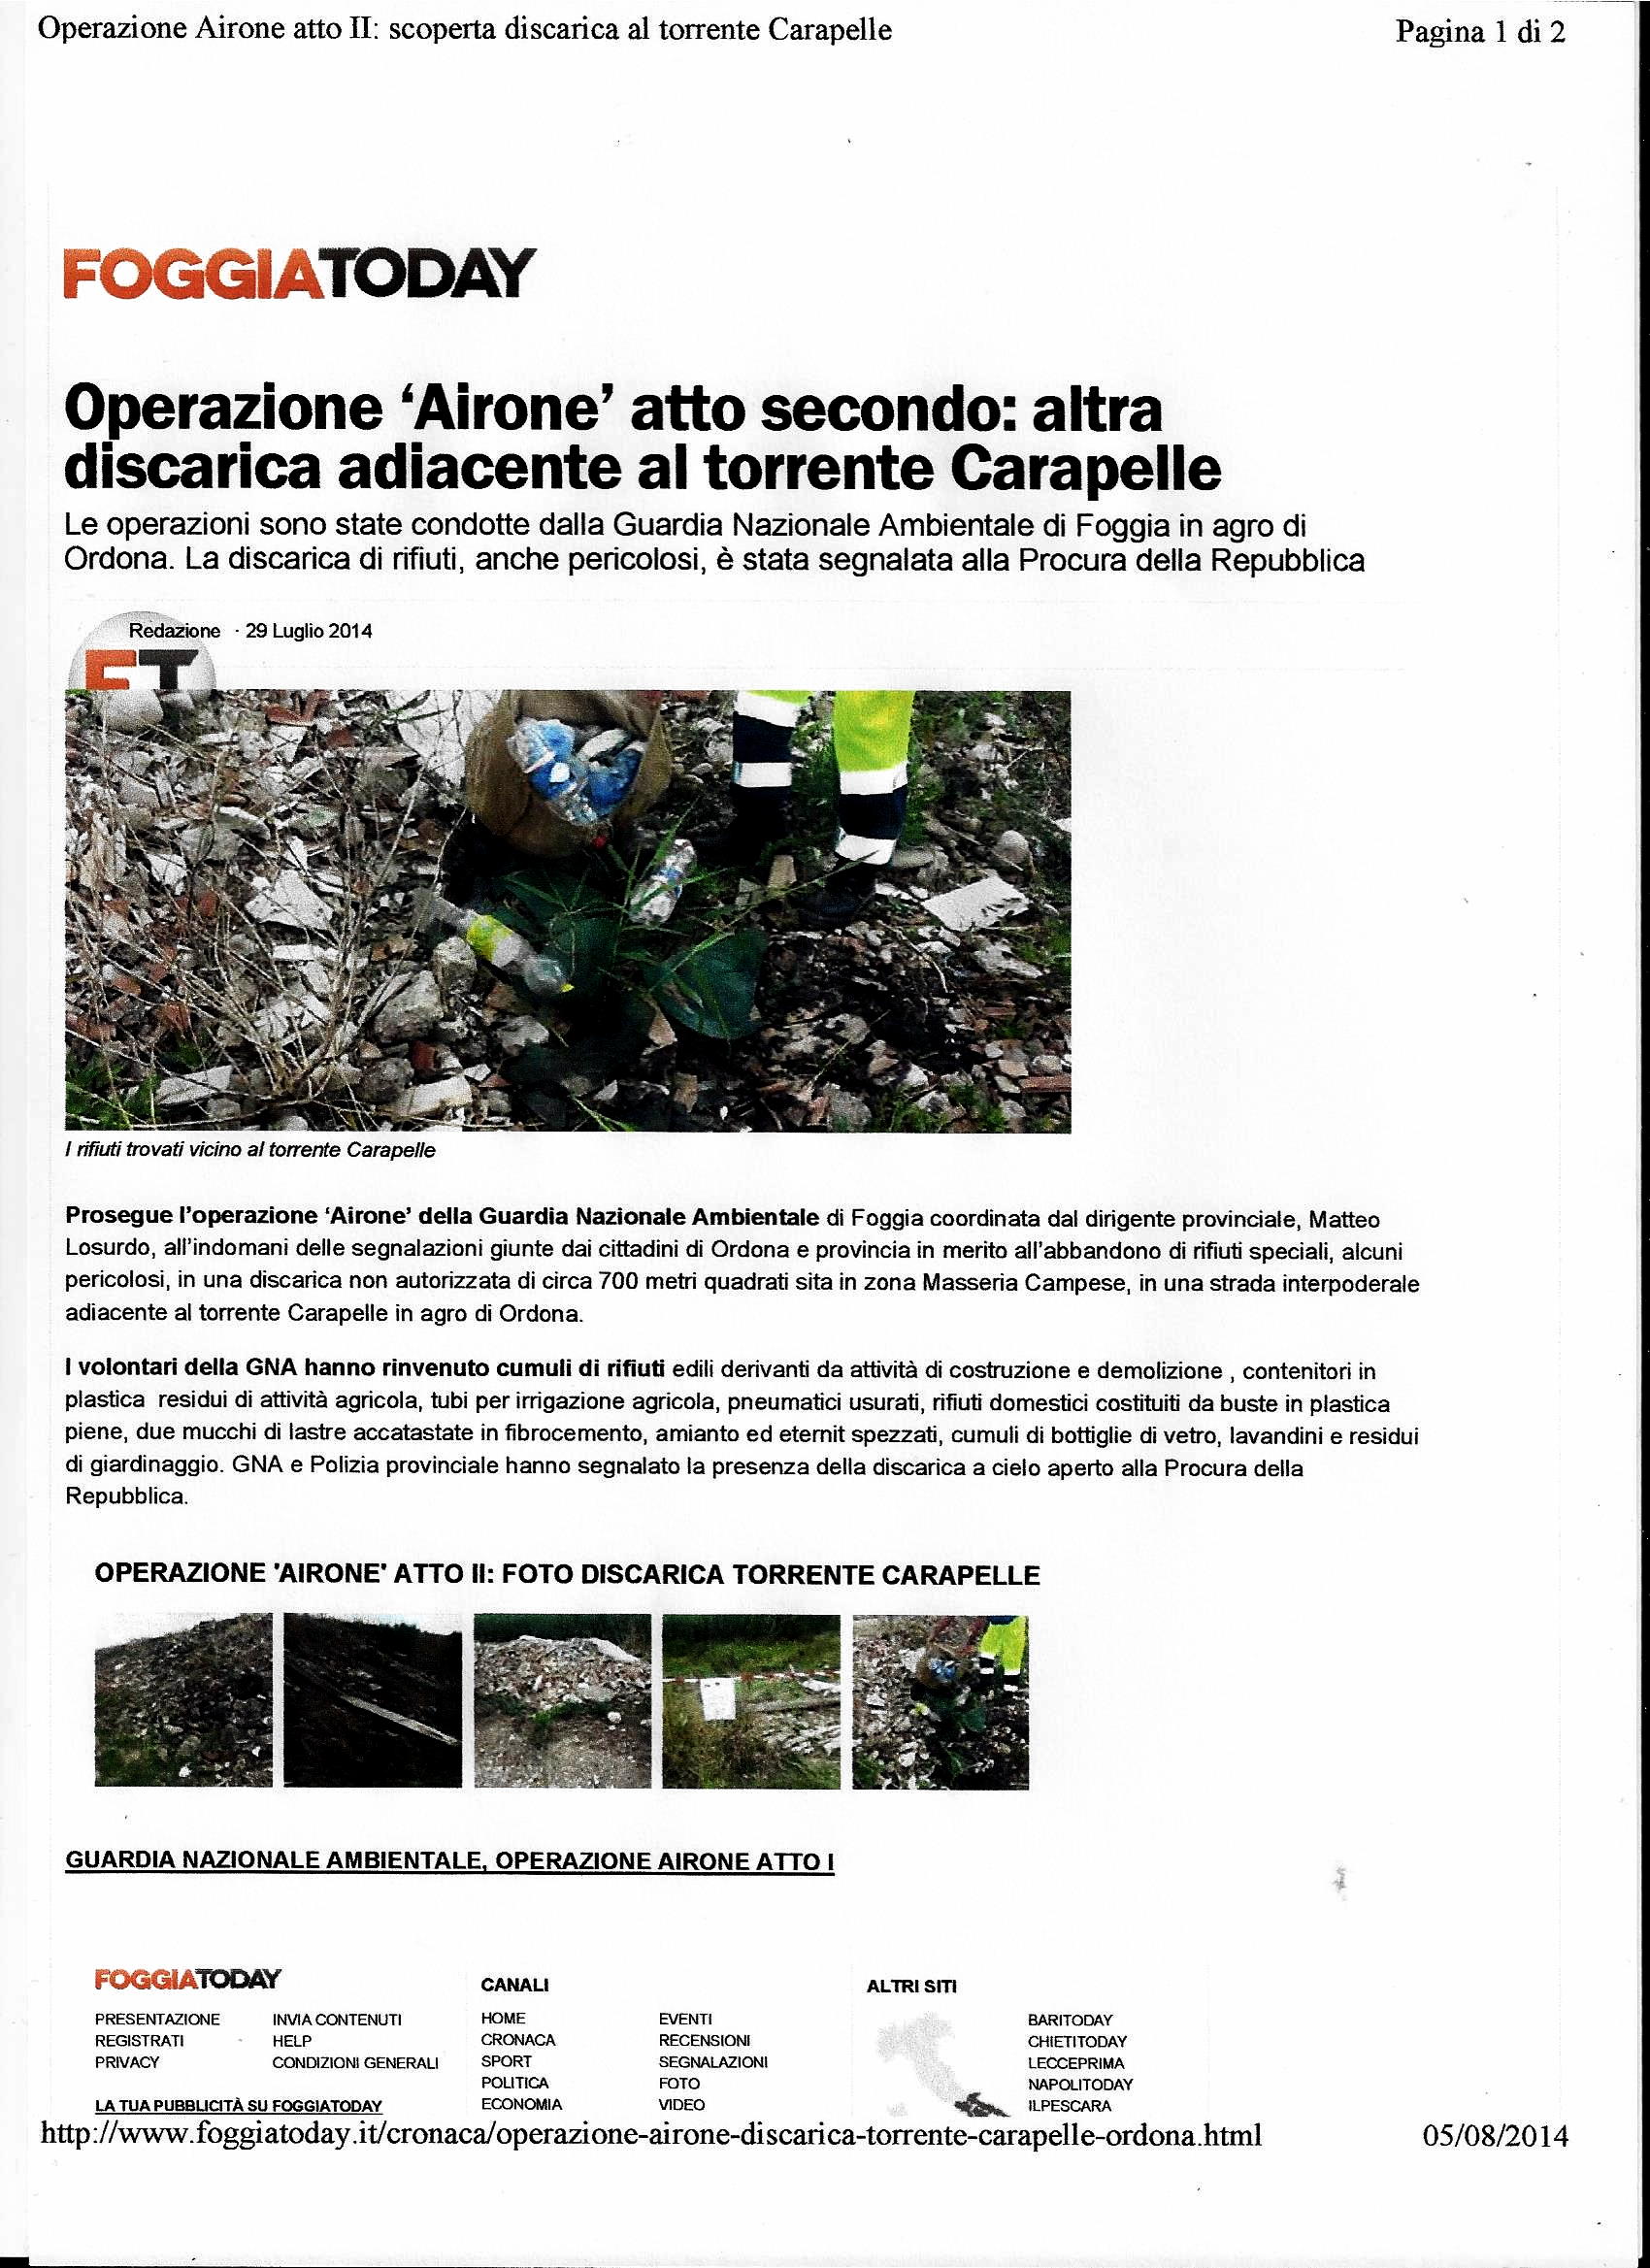 Operazione Airone atto II: scoperta discarica al torrente Carapelle
Pagina 1 di 2
FOGGIATODAY
Operazione ‘Airone’ atto secondo: altra
discarica adiacente al torrente Carapelle
Le operazioni sono state condotte dalla Guardia Nazionale Ambientale di Foggia in agro di
Ordona. La discarica di rifiuti, anche pericolosi, è stata segnalata alla Procura della Repubblica
Redazione · 29 Luglio 2014
FT
I rifiuti trovati vicino al torrente Carapelle
Prosegue l’operazione ‘Airone’ della Guardia Nazionale Ambientale di Foggia coordinata dal dirigente provinciale, Matteo
Losurdo, all’indomani delle segnalazioni giunte dai cittadini di Ordona e provincia in merito all’abbandono di rifiuti speciali, alcuni
pericolosi, in una discarica non autorizzata di circa 700 metri quadrati sita in zona Masseria Campese, in una strada interpoderale
adiacente al torrente Carapelle in agro di Ordona.
I volontari della GNA hanno rinvenuto cumuli di rifiuti edili derivanti da attività di costruzione e demolizione , contenitori in
plastica residui di attività agricola, tubi per irrigazione agricola, pneumatici usurati, rifiuti domestici costituiti da buste in plastica
piene, due mucchi di lastre accatastate in fibrocemento, amianto ed eternit spezzati, cumuli di bottiglie di vetro, lavandini e residui
di giardinaggio. GNA e Polizia provinciale hanno segnalato la presenza della discarica a cielo aperto alla Procura della
Repubblica.
OPERAZIONE 'AIRONE' ATTO II: FOTO DISCARICA TORRENTE CARAPELLE
GUARDIA NAZIONALE AMBIENTALE, OPERAZIONE AIRONE ATTO I
FOGGIATODAY
PRESENTAZIONE INVIA CONTENUTI
REGISTRATI HELP
PRIVACY CONDIZIONI GENERALI
LA TUA PUBBLICITÀ SU FOGGIATODAY
CANALI
HOME EVENTI
CRONACA RECENSIONI
SPORT SEGNALAZIONI
POLITICA FOTO
ECONOMIA VIDEO
ALTRI SITI
BARITODAY
CHIETITODAY
LECCEPRIMA
NAPOLITODAY
ILPESCARA
http://www.foggiatoday.it/cronaca/operazione-airone-discarica-torrente-carapelle-ordona.html
05/08/2014